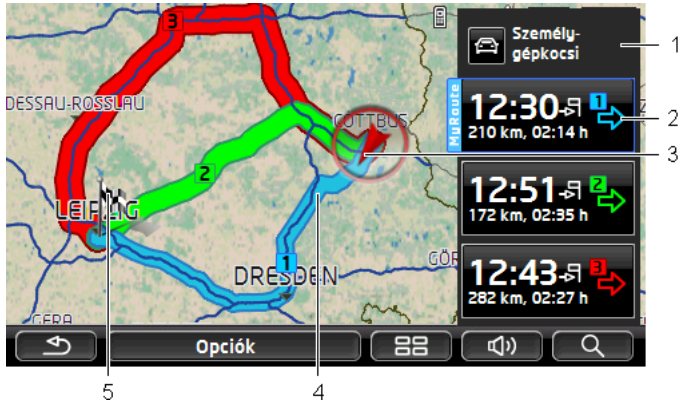 3
Személy-
gépkocsi
1
DESSAU-ROSSLAU
COTTBUS
MyRoute
12:30
1
210 km, 02:14 h
2
3
2
12:51
2
172 km, 02:35 h
LEIPZIG
1
DRESDEN
GÖR
12:43
3
282 km, 02:27 h
GERA
Opciók
5
4